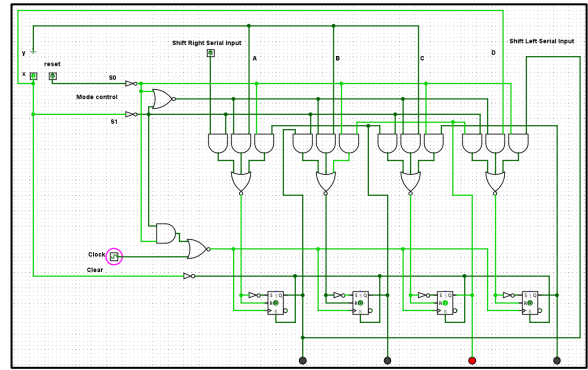 Shift Right Serial Input
Shift Left Serial Input
A
B
C
D
y
reset
x
S0
Mode control
S1
Clock
Clear
S Q
S Q
S Q
S Q
R
R
R
R